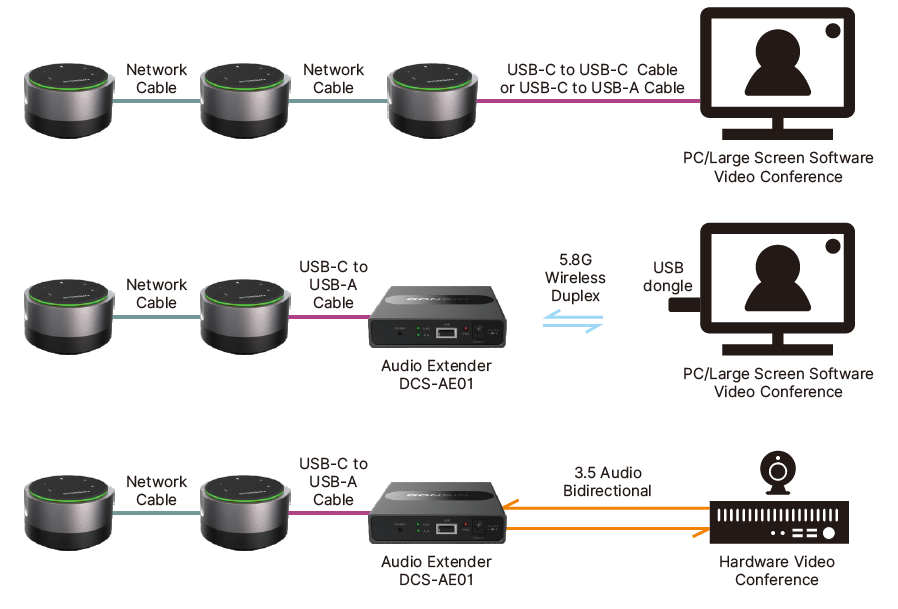 Network
Cable
Network
Cable
USB-C to USB-C Cable
or USB-C to USB-A Cable
PC/Large Screen Software
Video Conference
Network
Cable
USB-C to
USB-A
Cable
5.8G
Wireless
Duplex
USB
dongle
Audio Extender
DCS-AE01
PC/Large Screen Software
Video Conference
Network
Cable
USB-C to
USB-A
Cable
3.5 Audio
Bidirectional
Audio Extender
DCS-AE01
Hardware Video
Conference